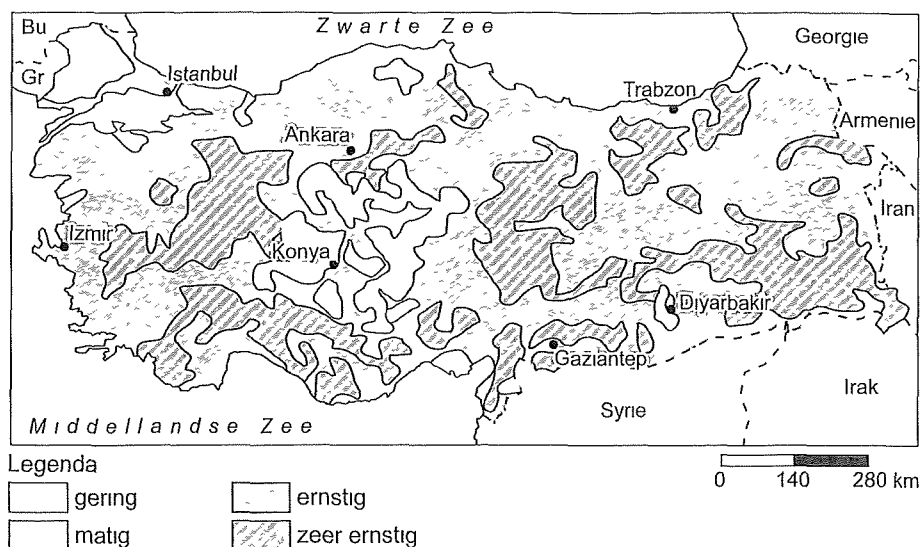 Bu
Zwarte Zee
Georgie
Gr
Istanbul
Trabzon
Armenie
Ankara
Iran
Izmir
Konya
Diyarbakir
Gaziantep
Irak
Syrie
Middellandse Zee
Legenda
gering
ernstig
matig
zeer ernstig
0 140 280 km